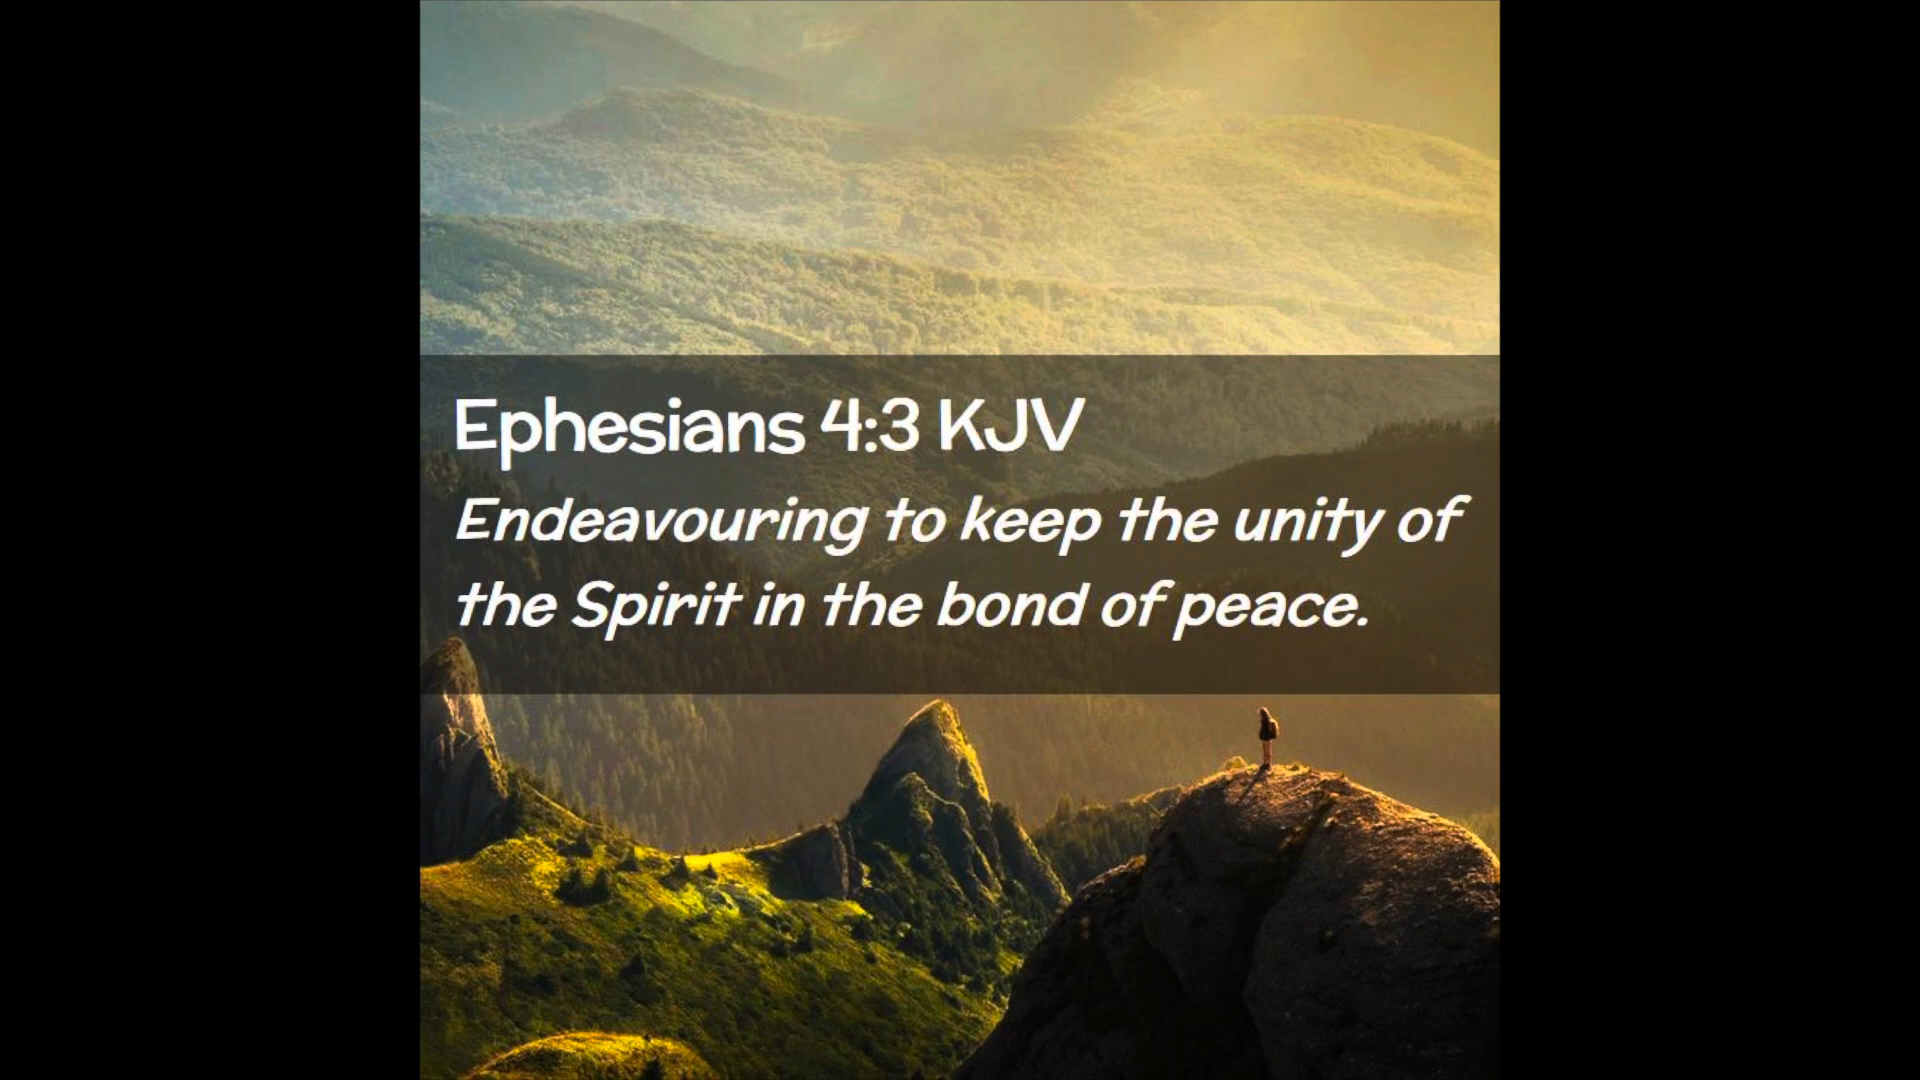 Ephesians 4:3 KJV
Endeavouring to keep the unity of
the Spirit in the bond of peace.